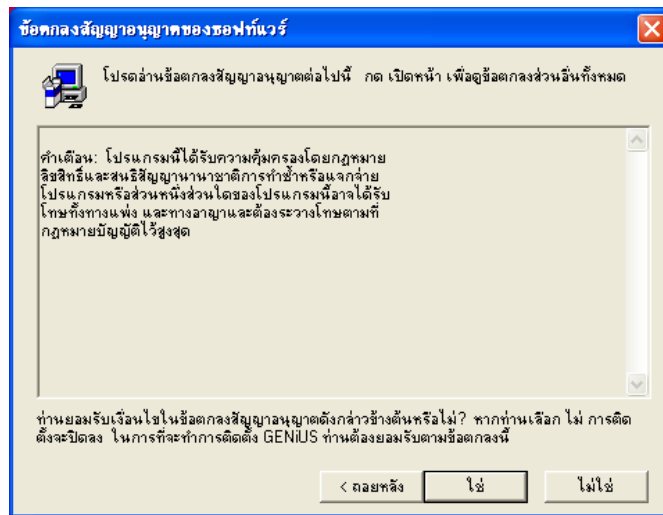 ข้อตกลงสัญญาอนุญาตของซอฟท์แวร์
โปรดอ่านข้อตกลงสัญญาอนุญาตต่อไปนี้ กด เปิดหน้า เพื่อดูข้อตกลงส่วนอื่นทั้งหมด
คำเตือน: โปรแกรมนี้ได้รับความคุ้มครองโดยกฎหมาย
ลิขสิทธิ์และสนธิสัญญานานาชาติการทำซ้ำหรือแจกจ่าย
โปรแกรมหรือส่วนหนึ่งส่วนใดของโปรแกรมนี้อาจได้รับ
โทษทั้งทางแพ่ง และทางอาญาและต้องระวางโทษตามที่
กฎหมายบัญญัติไว้สูงสุด
ท่านยอมรับเงื่อนไขในข้อตกลงสัญญาอนุญาตดังกล่าวข้างต้นหรือไม่? หากท่านเลือก ไม่ การติด
ตั้งจะปิดลง ในการที่จะทำการติดตั้ง GENiUS ท่านต้องยอมรับตามข้อตกลงนี้
< ถอยหลัง
ใช่
ไม่ใช่